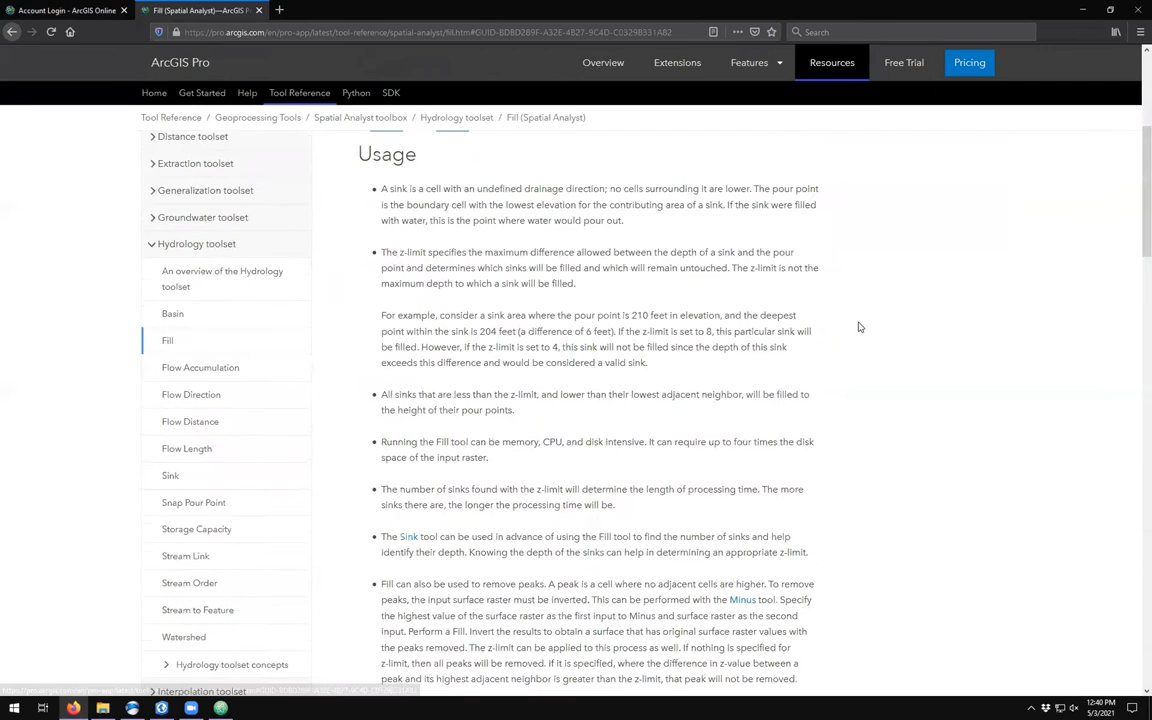 Account Login - ArcGIS Online
Fill (Spatial Analyst)—ArcGIS P
https://pro.arcgis.com/en/pro-app/latest/tool-reference/spatial-analyst/fill.htm#GUID-BDBD2B9F-A32E-4B27-9C4D-C0329B331AB2
Search
ArcGIS Pro
Overview
Extensions
Features
Resources
Free Trial
Pricing
Home
Get Started
Help
Tool Reference
Python
SDK
Tool Reference / Geoprocessing Tools / Spatial Analyst toolbox / Hydrology toolset / Fill (Spatial Analyst)
Distance toolset
Extraction toolset
Generalization toolset
Groundwater toolset
Hydrology toolset
An overview of the Hydrology
toolset
Basin
Fill
Flow Accumulation
Flow Direction
Flow Distance
Flow Length
Sink
Snap Pour Point
Storage Capacity
Stream Link
Stream Order
Stream to Feature
Watershed
Hydrology toolset concepts
Interpolation toolset
Usage
• A sink is a cell with an undefined drainage direction; no cells surrounding it are lower. The pour point
is the boundary cell with the lowest elevation for the contributing area of a sink. If the sink were filled
with water, this is the point where water would pour out.
• The z-limit specifies the maximum difference allowed between the depth of a sink and the pour
point and determines which sinks will be filled and which will remain untouched. The z-limit is not the
maximum depth to which a sink will be filled.
For example, consider a sink area where the pour point is 210 feet in elevation, and the deepest
point within the sink is 204 feet (a difference of 6 feet). If the z-limit is set to 8, this particular sink will
be filled. However, if the z-limit is set to 4, this sink will not be filled since the depth of this sink
exceeds this difference and would be considered a valid sink.
• All sinks that are less than the z-limit, and lower than their lowest adjacent neighbor, will be filled to
the height of their pour points.
• Running the Fill tool can be memory, CPU, and disk intensive. It can require up to four times the disk
space of the input raster.
• The number of sinks found with the z-limit will determine the length of processing time. The more
sinks there are, the longer the processing time will be.
• The Sink tool can be used in advance of using the Fill tool to find the number of sinks and help
identify their depth. Knowing the depth of the sinks can help in determining an appropriate z-limit.
• Fill can also be used to remove peaks. A peak is a cell where no adjacent cells are higher. To remove
peaks, the input surface raster must be inverted. This can be performed with the Minus tool. Specify
the highest value of the surface raster as the first input to Minus and surface raster as the second
input. Perform a Fill. Invert the results to obtain a surface that has original surface raster values with
the peaks removed. The z-limit can be applied to this process as well. If nothing is specified for
z-limit, then all peaks will be removed. If it is specified, where the difference in z-value between a
peak and its highest adjacent neighbor is greater than the z-limit, that peak will not be removed.
12:40 PM
5/3/2021